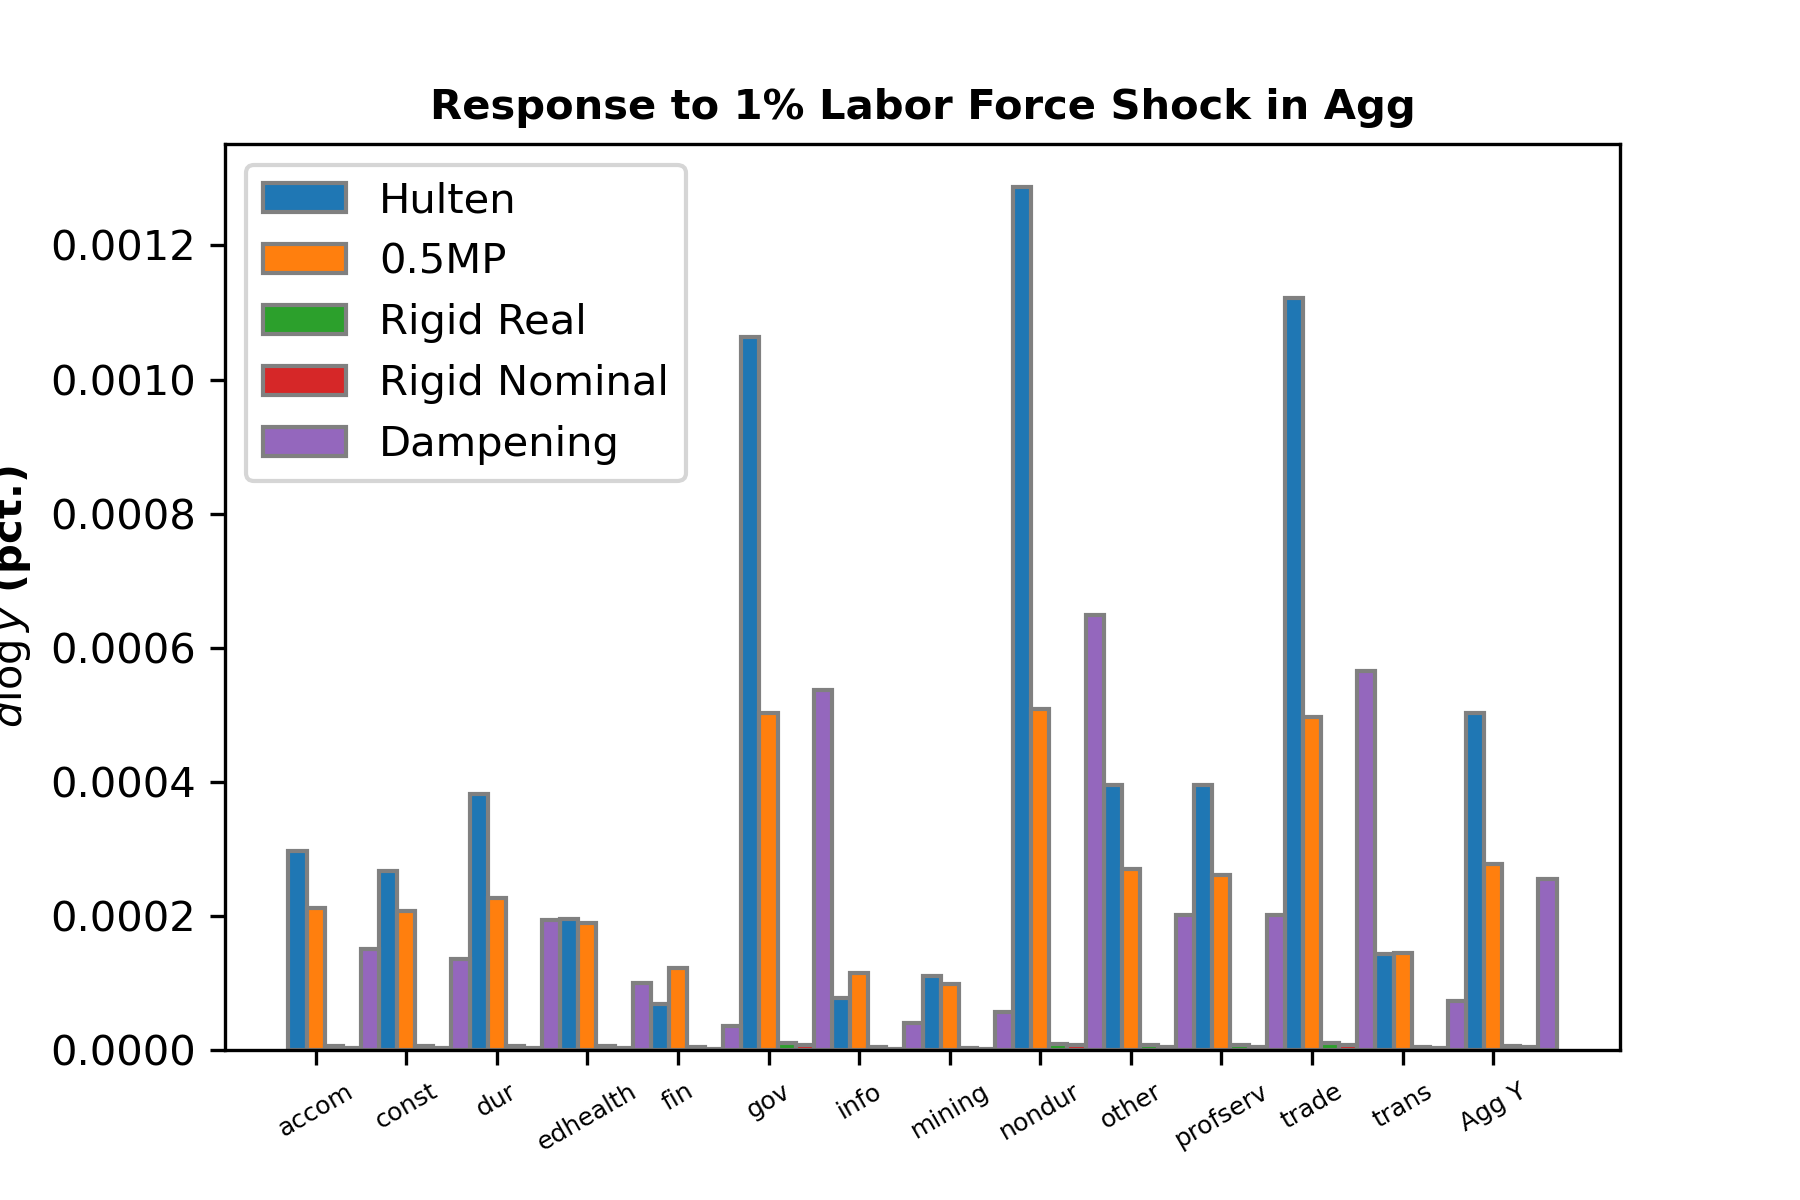 Response to 1% Labor Force Shock in Agg
Hulten
0.5MP
Rigid Real
Rigid Nominal
Dampening
dlog y (pct.)
0.0012
0.0010
0.0008
0.0006
0.0004
0.0002
0.0000
accom
const
dur
edhealth
fin
gov
info
mining
nondur
other
profserv
trade
trans
Agg Y